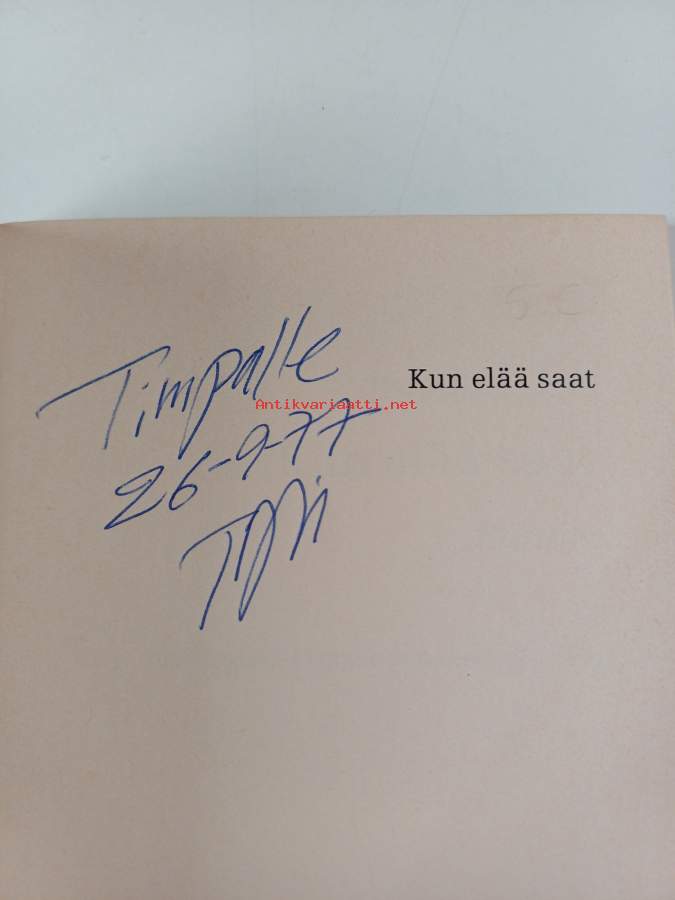 Timpalle
26-9-77
Kun elää saat
Antikvariaatti.net